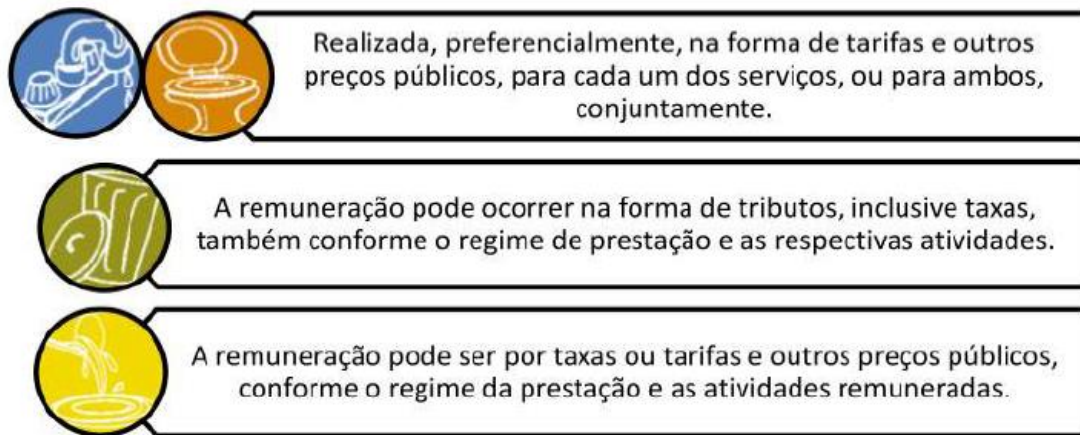 Realizada, preferencialmente, na forma de tarifas e outros
preços públicos, para cada um dos serviços, ou para ambos,
conjuntamente.
A remuneração pode ocorrer na forma de tributos, inclusive taxas,
também conforme o regime de prestação e as respectivas atividades.
A remuneração pode ser por taxas ou tarifas e outros preços públicos,
conforme o regime da prestação e as atividades remuneradas.